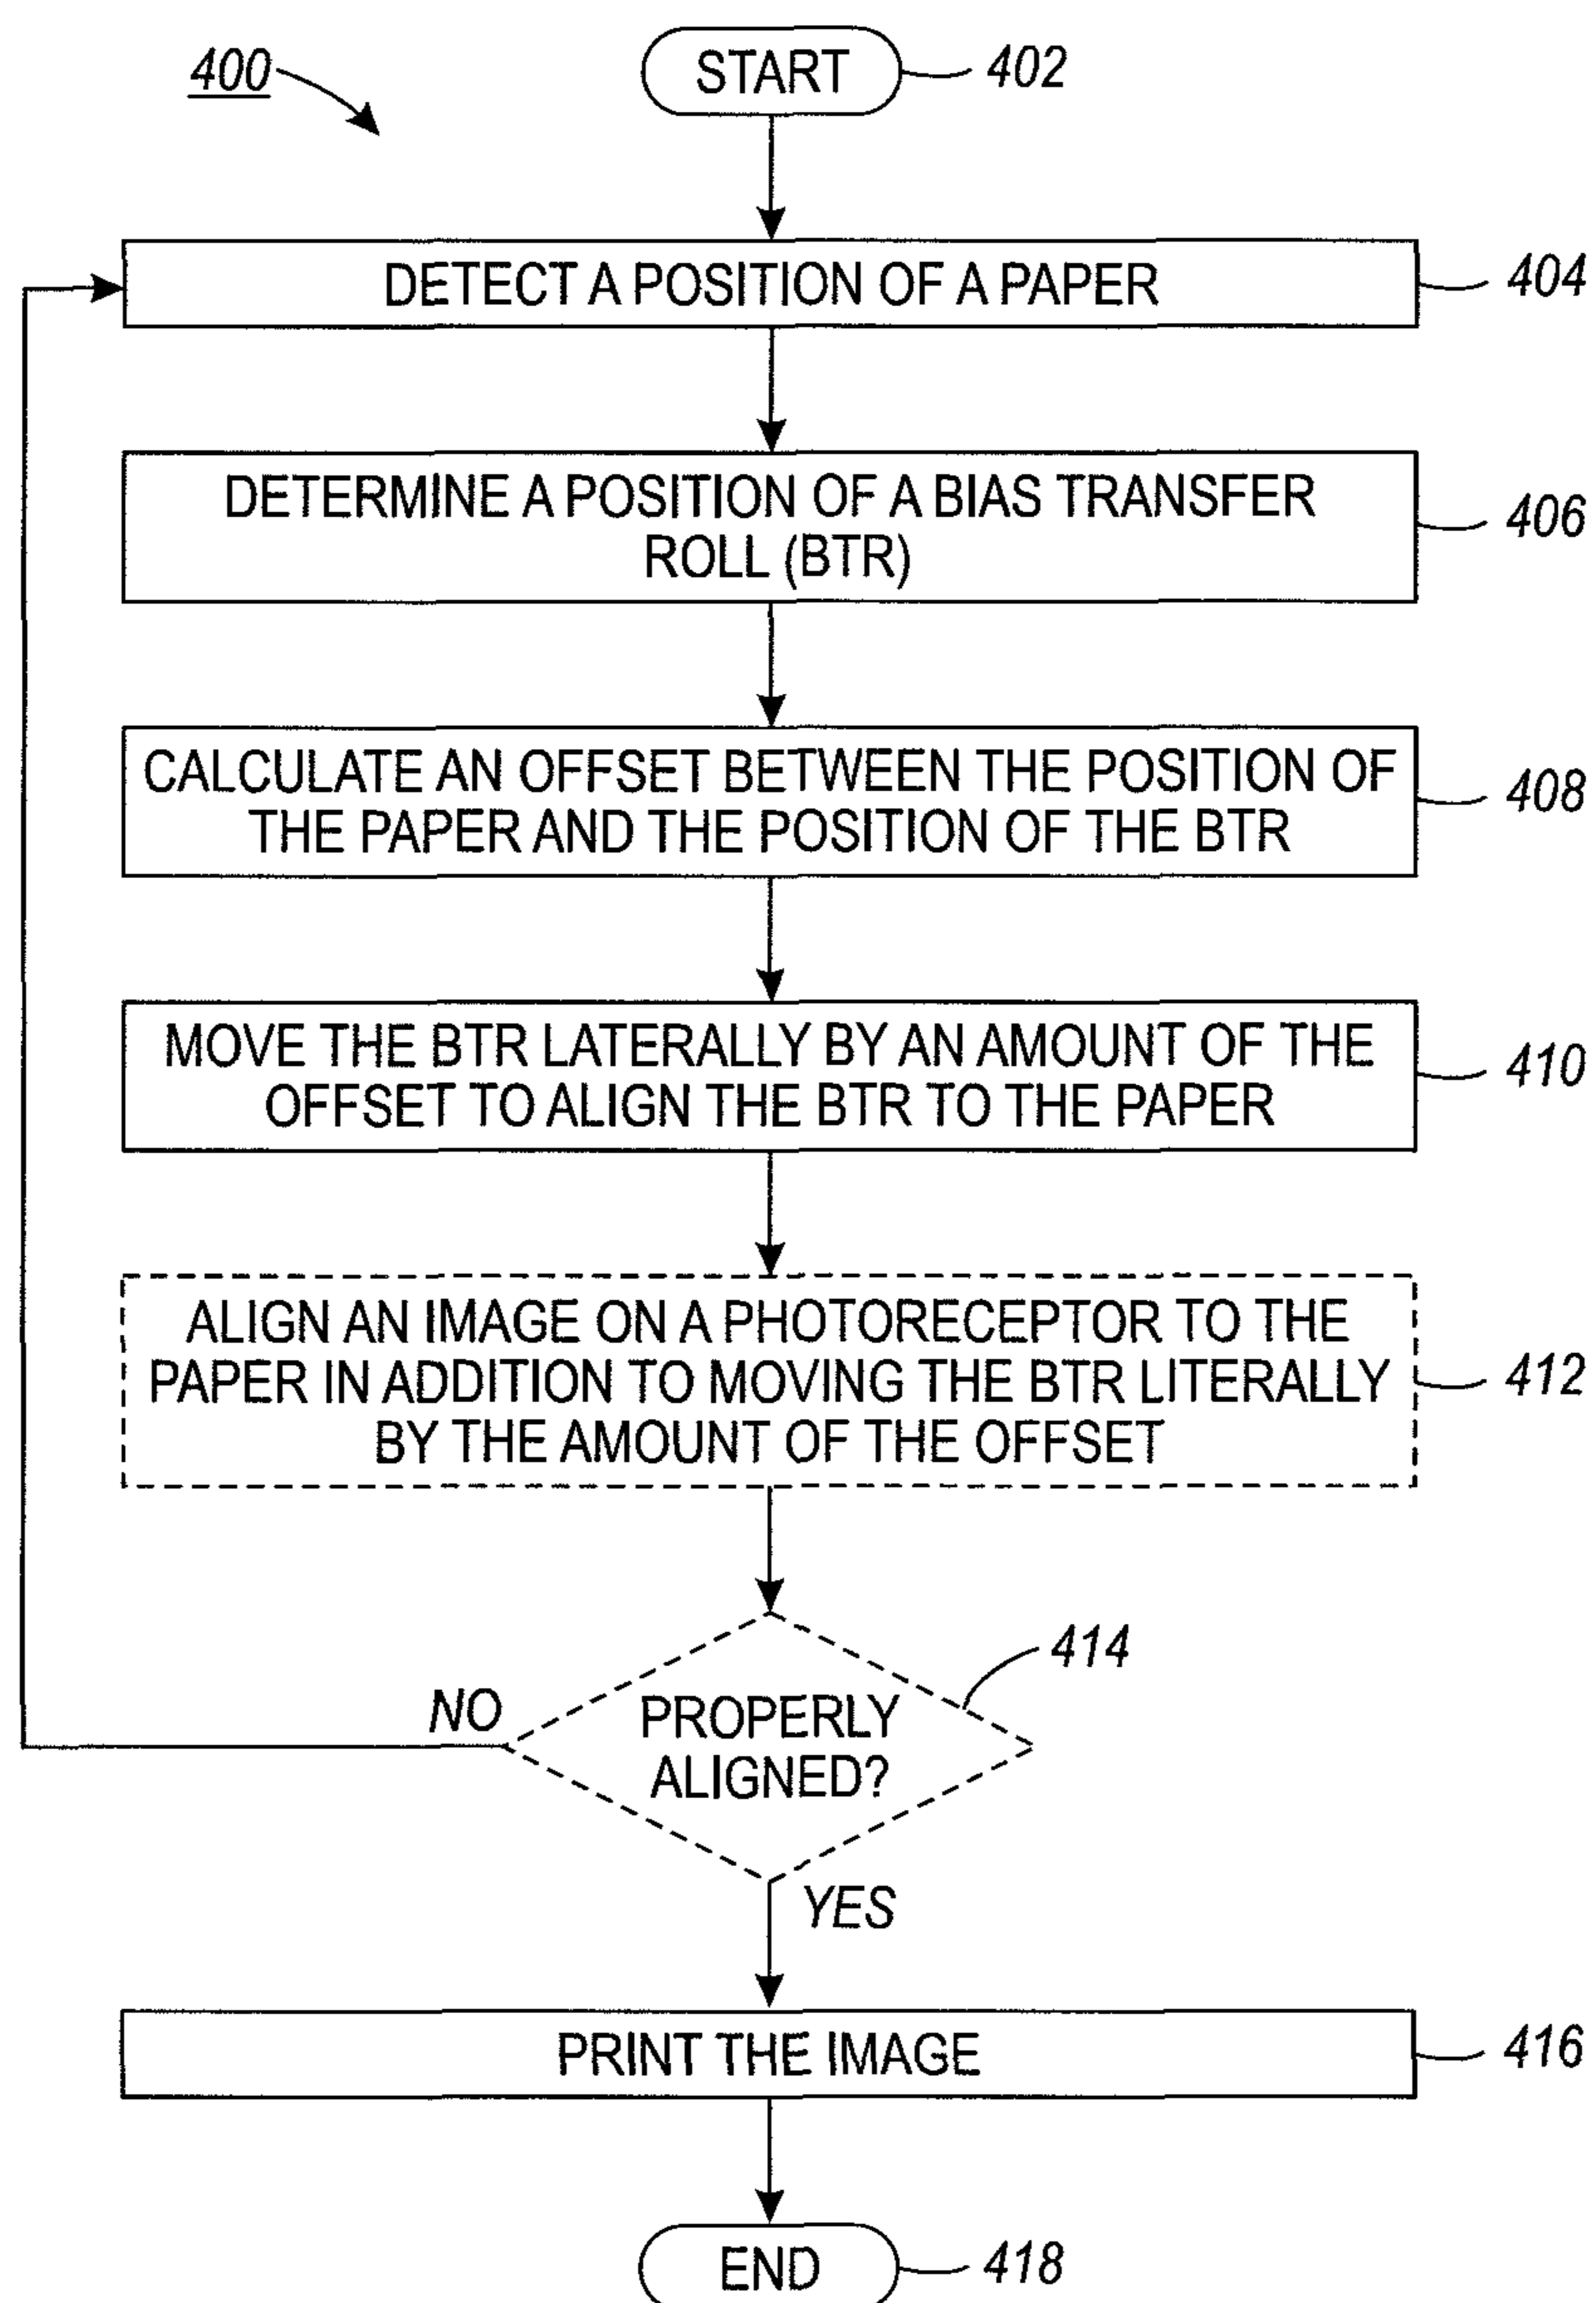 400
START
402
DETECT A POSITION OF A PAPER
404
DETERMINE A POSITION OF A BIAS TRANSFER
ROLL (BTR)
406
CALCULATE AN OFFSET BETWEEN THE POSITION OF
THE PAPER AND THE POSITION OF THE BTR
408
MOVE THE BTR LATERALLY BY AN AMOUNT OF THE
OFFSET TO ALIGN THE BTR TO THE PAPER
410
ALIGN AN IMAGE ON A PHOTORECEPTOR TO THE
PAPER IN ADDITION TO MOVING THE BTR LITERALLY
BY THE AMOUNT OF THE OFFSET
412
414
NO
PROPERLY
ALIGNED?
YES
PRINT THE IMAGE
416
END
418